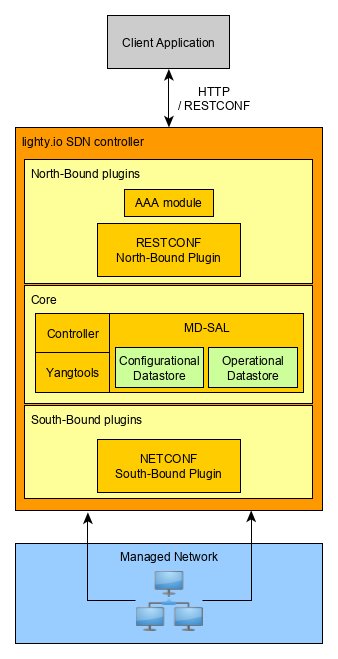 Client Application
HTTP
/ RESTCONF
lighty.io SDN controller
North-Bound plugins
AAA module
RESTCONF
North-Bound Plugin
Core
Controller
MD-SAL
Yangtools
Configurational
Datastore
Operational
Datastore
South-Bound plugins
NETCONF
South-Bound Plugin
Managed Network